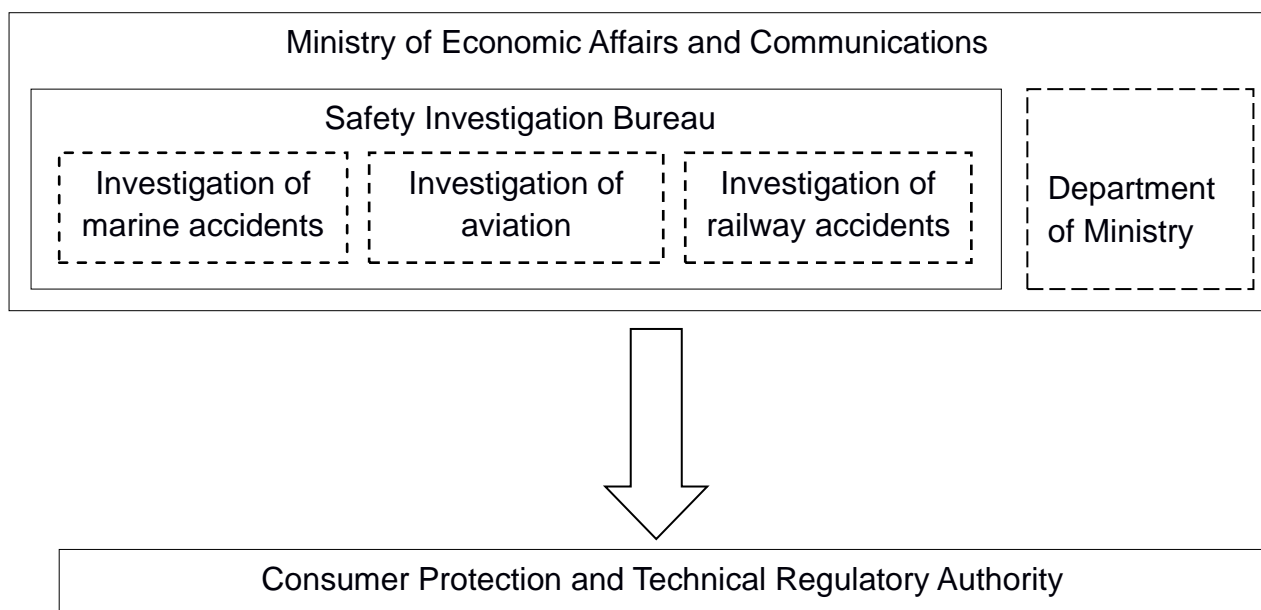 Ministry of Economic Affairs and Communications
Safety Investigation Bureau
Investigation of
marine accidents
Investigation of
aviation
Investigation of
railway accidents
Department
of Ministry
Consumer Protection and Technical Regulatory Authority